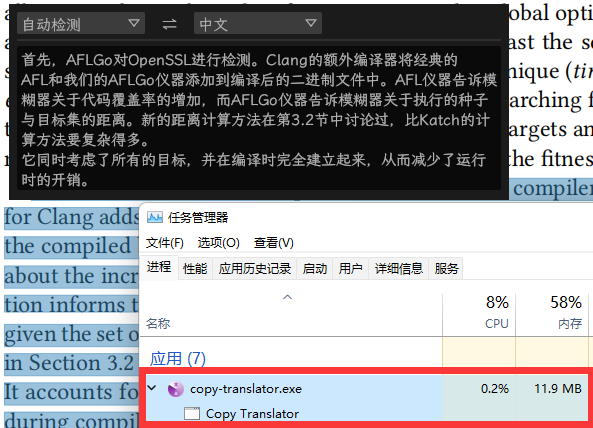 global opti
自动检测
中文
ast the se
首先，AFLGo对OpenSSL进行检测。Clang的额外编译器将经典的
AFL和我们的AFLGo仪器添加到编译后的二进制文件中。AFL仪器告诉模
糊器关于代码覆盖率的增加，而AFLGo仪器告诉模糊器关于执行的种子
与目标集的距离。新的距离计算方法在第3.2节中讨论过，比Katch的计
算方法要复杂得多。
它同时考虑了所有的目标，并在编译时完全建立起来，从而减少了运行
时的开销。
nique (tim
arching f
targets an
the fitness
compiler
for Clang adds
the compiled
about the incr
tion informs t
given the set o
in Section 3.2
It accounts fo
during compil
任务管理器
文件(F) 选项(O) 查看(V)
进程 性能 应用历史记录 启动 用户 详细信息 服务
8% 58%
名称 CPU 内存
应用 (7)
copy-translator.exe 0.2% 11.9 MB
Copy Translator